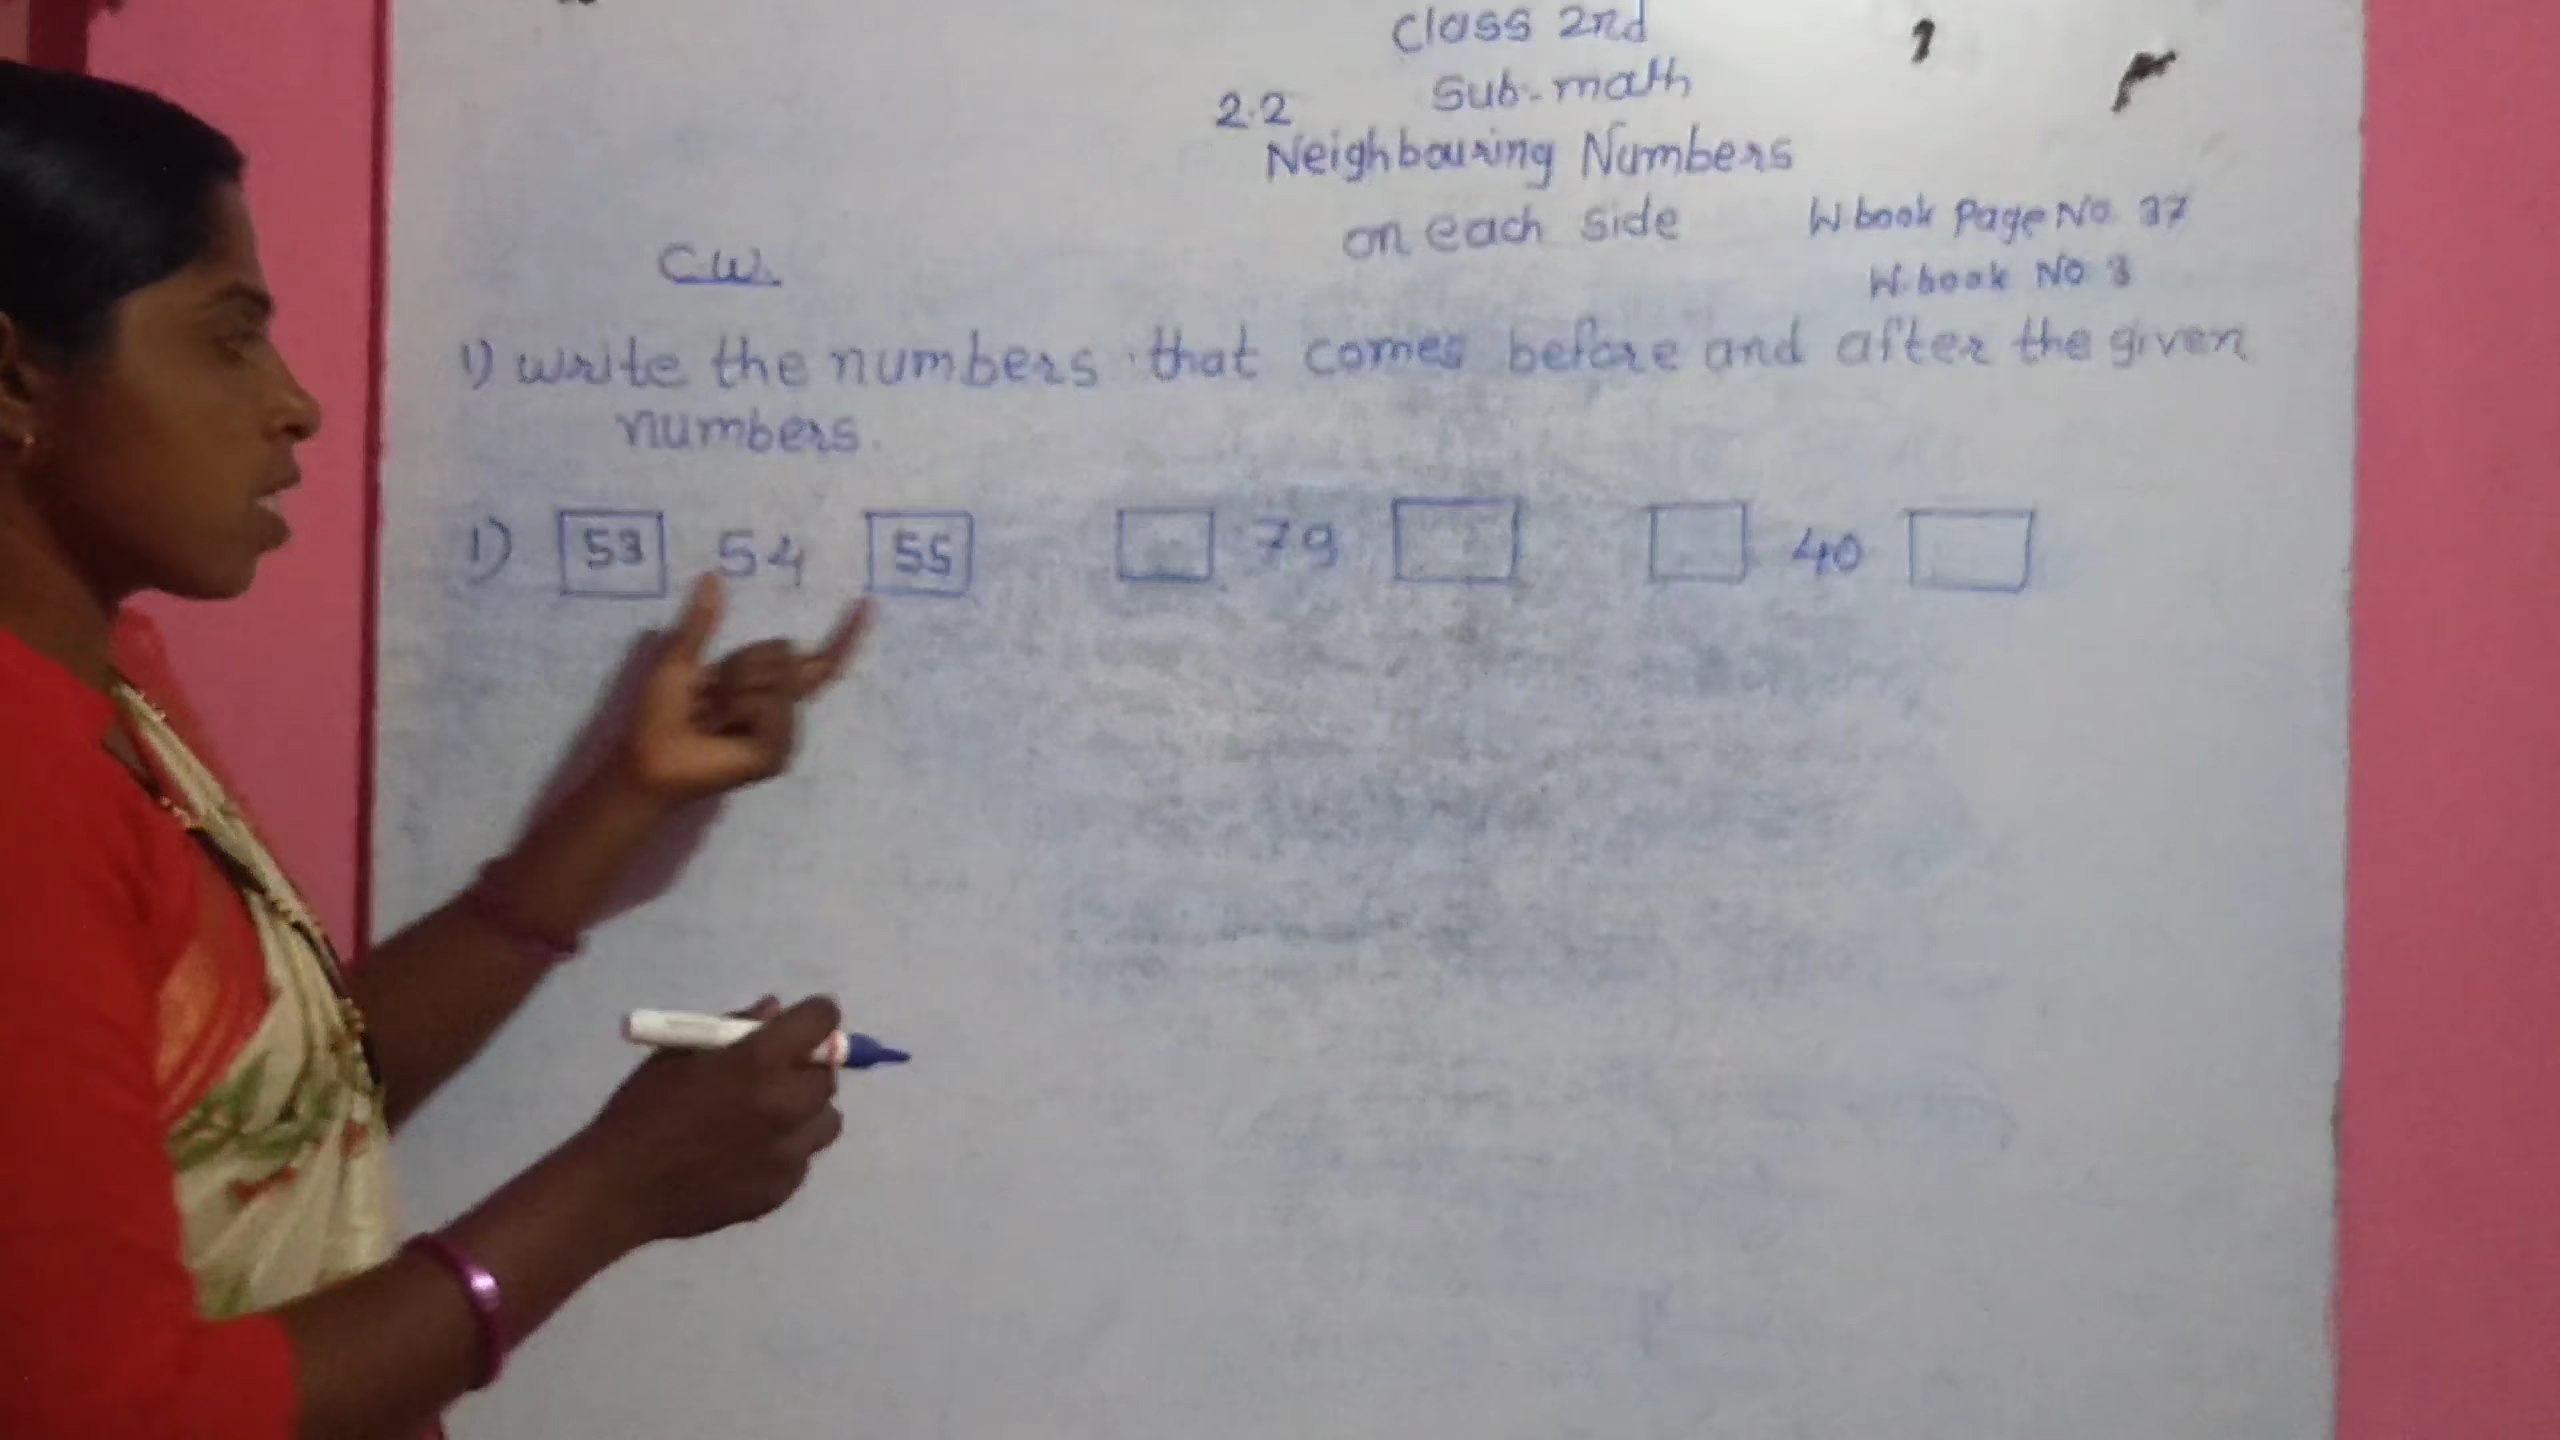 Class 2nd
Sub-math
2.2
Neighbouring Numbers
on each side
W book Page No 37
W.book No 3
C.W.
1) write the numbers that comes before and after the given
numbers.
1) 53 54 55 79 40